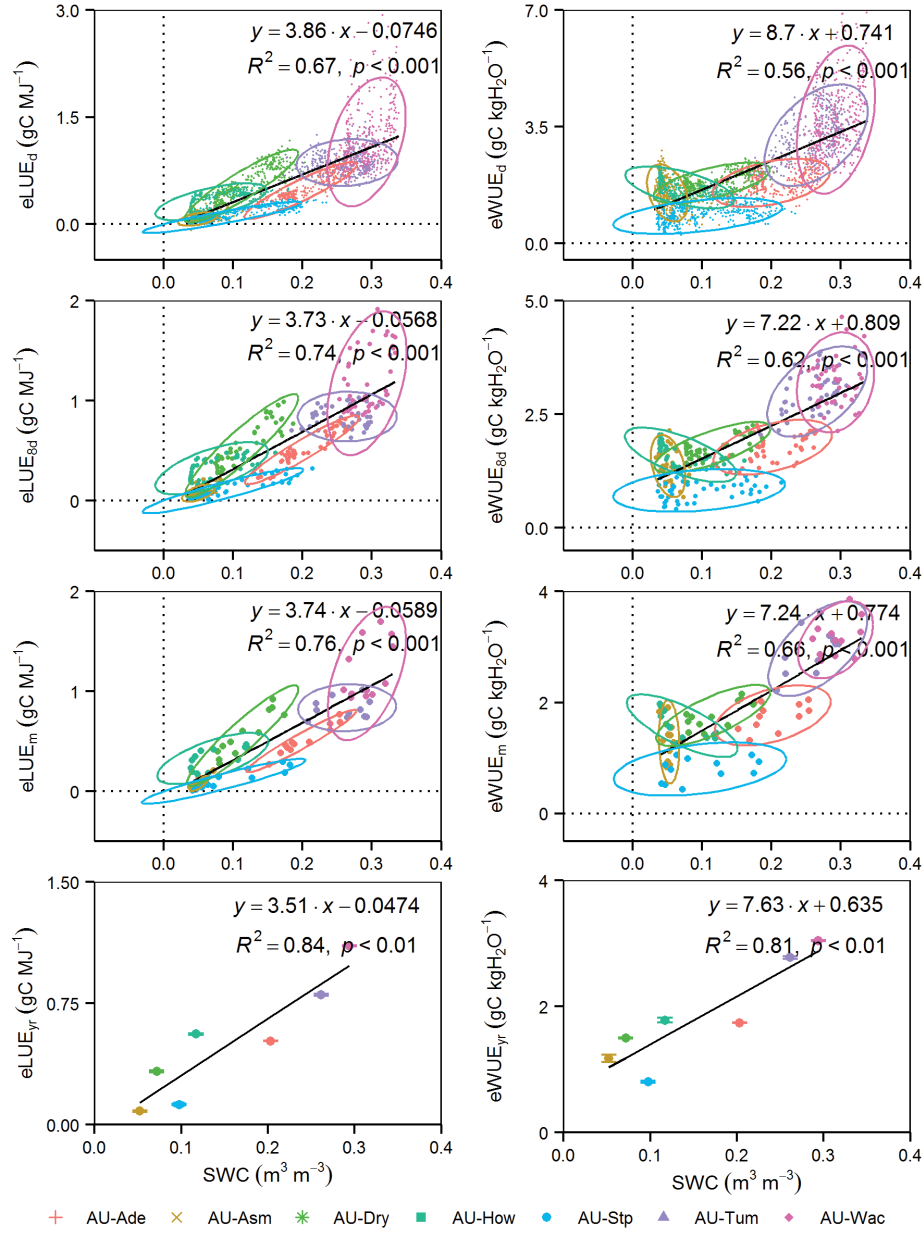 y = 3.86 · x − 0.0746
R² = 0.67, p < 0.001
eLUE_d (gC MJ⁻¹)
3.0
1.5
0.0
0.0 0.1 0.2 0.3 0.4
y = 8.7 · x + 0.741
R² = 0.56, p < 0.001
eWUE_d (gC kgH₂O⁻¹)
7.0
3.5
0.0
0.0 0.1 0.2 0.3 0.4
y = 3.73 · x − 0.0568
R² = 0.74, p < 0.001
eLUE_8d (gC MJ⁻¹)
2
1
0
0.0 0.1 0.2 0.3 0.4
y = 7.22 · x + 0.809
R² = 0.62, p < 0.001
eWUE_8d (gC kgH₂O⁻¹)
5.0
2.5
0.0
0.0 0.1 0.2 0.3 0.4
y = 3.74 · x − 0.0589
R² = 0.76, p < 0.001
eLUE_m (gC MJ⁻¹)
2
1
0
0.0 0.1 0.2 0.3 0.4
y = 7.24 · x + 0.774
R² = 0.66, p < 0.001
eWUE_m (gC kgH₂O⁻¹)
4
2
0
0.0 0.1 0.2 0.3 0.4
y = 3.51 · x − 0.0474
R² = 0.84, p < 0.01
eLUE_yr (gC MJ⁻¹)
1.50
0.75
0.00
0.0 0.1 0.2 0.3 0.4
SWC (m³ m⁻³)
y = 7.63 · x + 0.635
R² = 0.81, p < 0.01
eWUE_yr (gC kgH₂O⁻¹)
4
2
0
0.0 0.1 0.2 0.3 0.4
SWC (m³ m⁻³)
AU-Ade AU-Asm AU-Dry AU-How AU-Stp AU-Tum AU-Wac